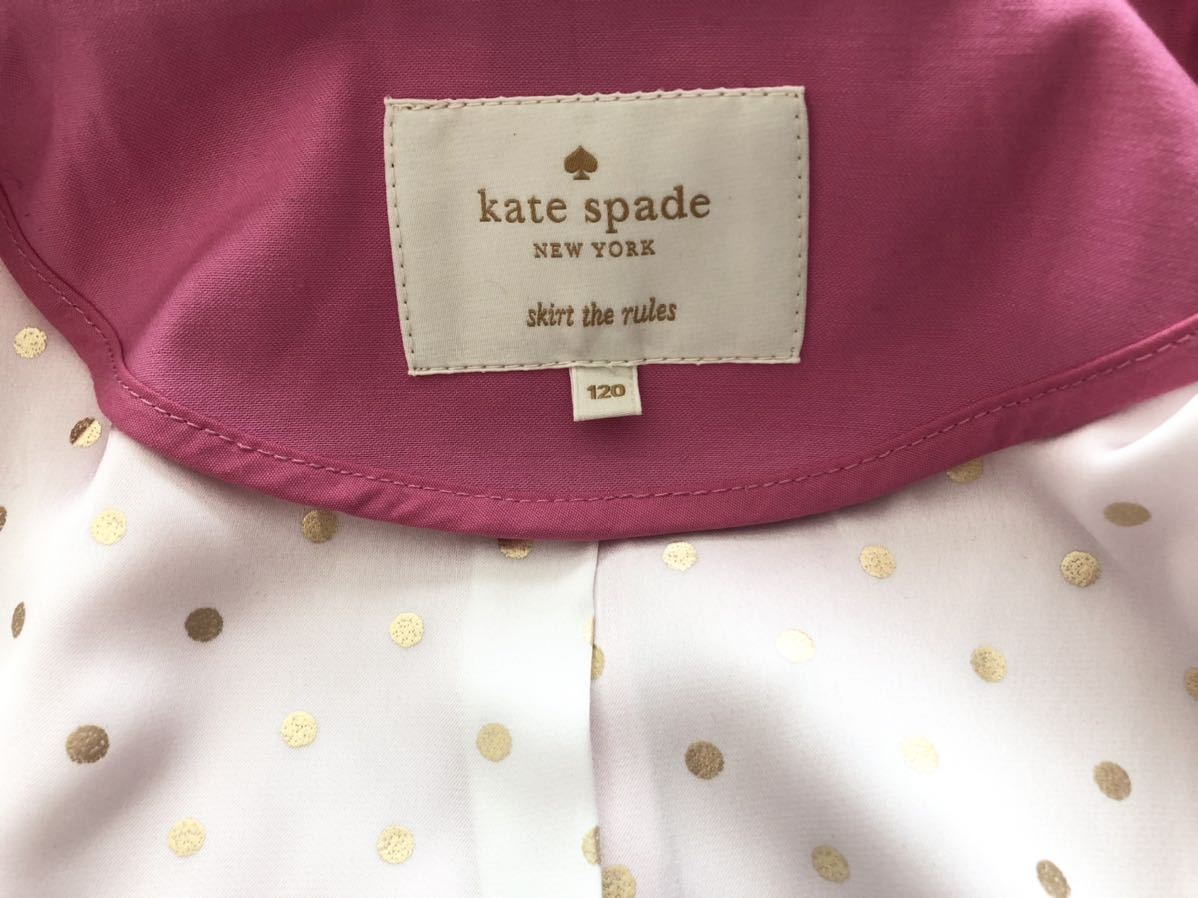 kate spade
NEW YORK
skirt the rules
120